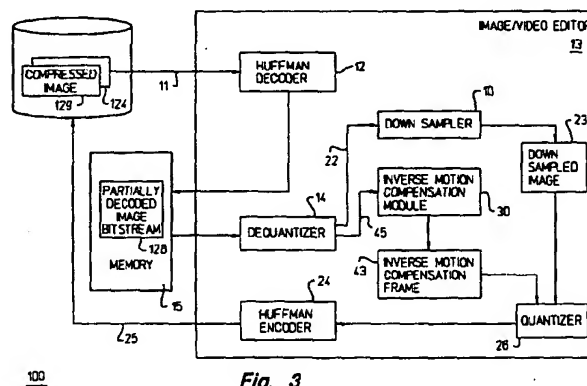 IMAGE/VIDEO EDITOR
13
COMPRESSED
IMAGE
129
124
11
HUFFMAN
DECODER
12
10
DOWN SAMPLER
22
23
DOWN
SAMPLED
IMAGE
PARTIALLY
DECODED IMAGE
BITSTREAM
128
MEMORY
15
14
DEQUANTIZER
45
INVERSE MOTION
COMPENSATION
MODULE
30
43
INVERSE MOTION
COMPENSATION
FRAME
24
HUFFMAN
ENCODER
25
QUANTIZER
26
100
Fig. 3